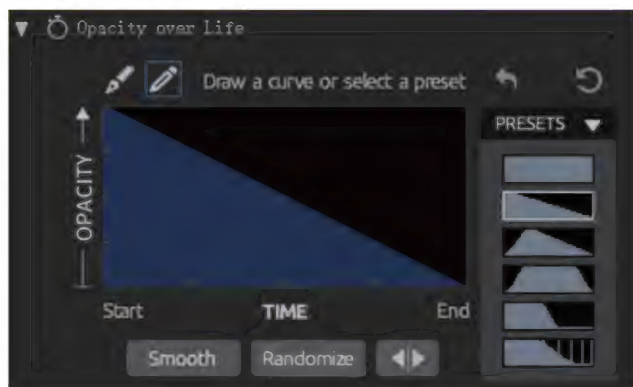 Opacity over Life
Draw a curve or select a preset
PRESETS
OPACITY
Start TIME End
Smooth Randomize